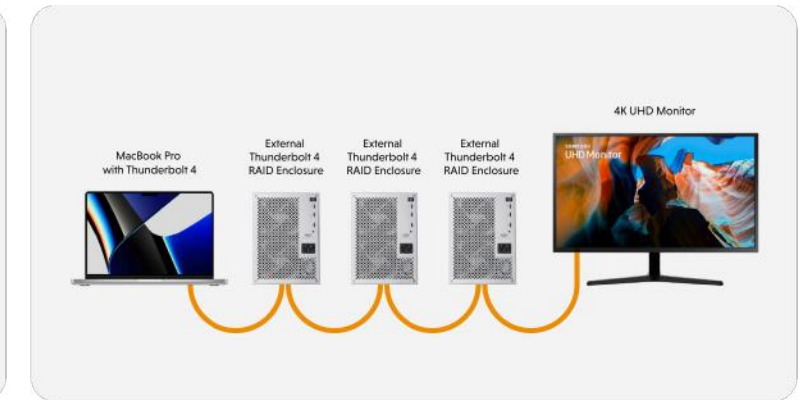 4K UHD Monitor
MacBook Pro
with Thunderbolt 4
External
Thunderbolt 4
RAID Enclosure
External
Thunderbolt 4
RAID Enclosure
External
Thunderbolt 4
RAID Enclosure
UHD Monitor